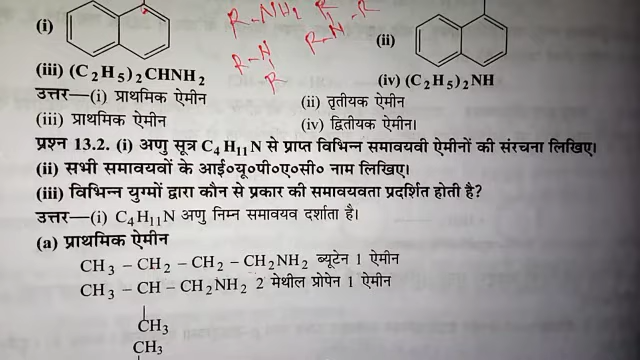 R-NH2 R
R-N-R
R-N
R
(i)
(ii)
(iii) (C2H5)2CHNH2
(iv) (C2H5)2NH
उत्तर—(i) प्राथमिक ऐमीन
(ii) तृतीयक ऐमीन
(iii) प्राथमिक ऐमीन
(iv) द्वितीयक ऐमीन।
प्रश्न 13.2. (i) अणु सूत्र C4H11N से प्राप्त विभिन्न समावयवी ऐमीनों की संरचना लिखिए।
(ii) सभी समावयवों के आई०यू०पी०ए०सी० नाम लिखिए।
(iii) विभिन्न युग्मों द्वारा कौन से प्रकार की समावयवता प्रदर्शित होती है?
उत्तर—(i) C4H11N अणु निम्न समावयव दर्शाता है।
(a) प्राथमिक ऐमीन
CH3 – CH2 – CH2 – CH2NH2 ब्यूटेन 1 ऐमीन
CH3 – CH – CH2NH2 2 मेथील प्रोपेन 1 ऐमीन
CH3
CH3